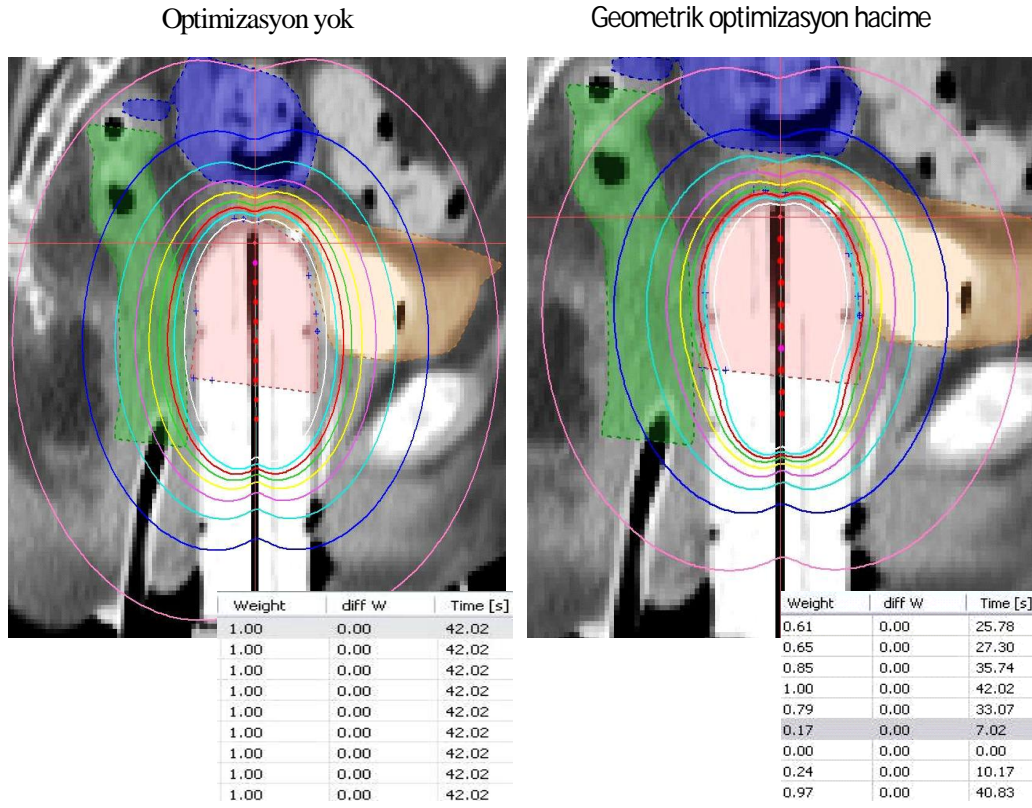 Optimizasyon yok
Geometrik optimizasyon hacime
Weight diff W Time [s]
1.00 0.00 42.02
1.00 0.00 42.02
1.00 0.00 42.02
1.00 0.00 42.02
1.00 0.00 42.02
1.00 0.00 42.02
1.00 0.00 42.02
1.00 0.00 42.02
1.00 0.00 42.02
Weight diff W Time [s]
0.61 0.00 25.78
0.65 0.00 27.30
0.85 0.00 35.74
1.00 0.00 42.02
0.79 0.00 33.07
0.17 0.00 7.02
0.00 0.00 0.00
0.24 0.00 10.17
0.97 0.00 40.83